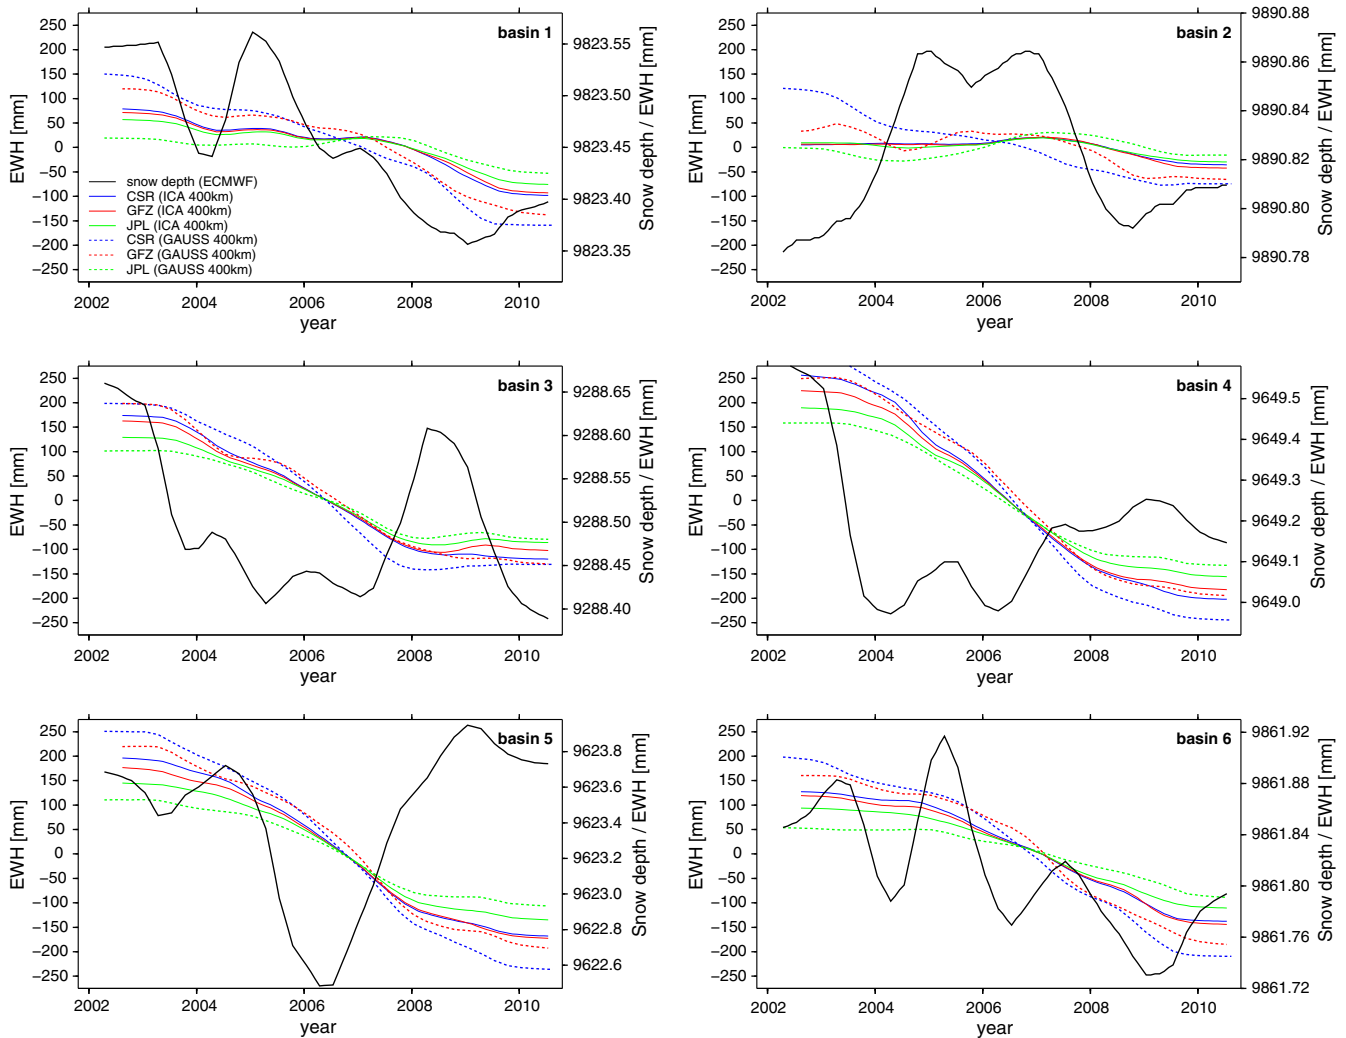 basin 1
EWH [mm]
250
200
150
100
50
0
−50
−100
−150
−200
−250
snow depth (ECMWF)
CSR (ICA 400km)
GFZ (ICA 400km)
JPL (ICA 400km)
CSR (GAUSS 400km)
GFZ (GAUSS 400km)
JPL (GAUSS 400km)
9823.55
9823.50
9823.45
9823.40
9823.35
Snow depth / EWH [mm]
2002 2004 2006 2008 2010
year
basin 2
EWH [mm]
250
200
150
100
50
0
−50
−100
−150
−200
−250
9890.88
9890.86
9890.84
9890.82
9890.80
9890.78
Snow depth / EWH [mm]
2002 2004 2006 2008 2010
year
basin 3
EWH [mm]
250
200
150
100
50
0
−50
−100
−150
−200
−250
9288.65
9288.60
9288.55
9288.50
9288.45
9288.40
Snow depth / EWH [mm]
2002 2004 2006 2008 2010
year
basin 4
EWH [mm]
250
200
150
100
50
0
−50
−100
−150
−200
−250
9649.5
9649.4
9649.3
9649.2
9649.1
9649.0
Snow depth / EWH [mm]
2002 2004 2006 2008 2010
year
basin 5
EWH [mm]
250
200
150
100
50
0
−50
−100
−150
−200
−250
9623.8
9623.6
9623.4
9623.2
9623.0
9622.8
9622.6
Snow depth / EWH [mm]
2002 2004 2006 2008 2010
year
basin 6
EWH [mm]
250
200
150
100
50
0
−50
−100
−150
−200
−250
9861.92
9861.88
9861.84
9861.80
9861.76
9861.72
Snow depth / EWH [mm]
2002 2004 2006 2008 2010
year